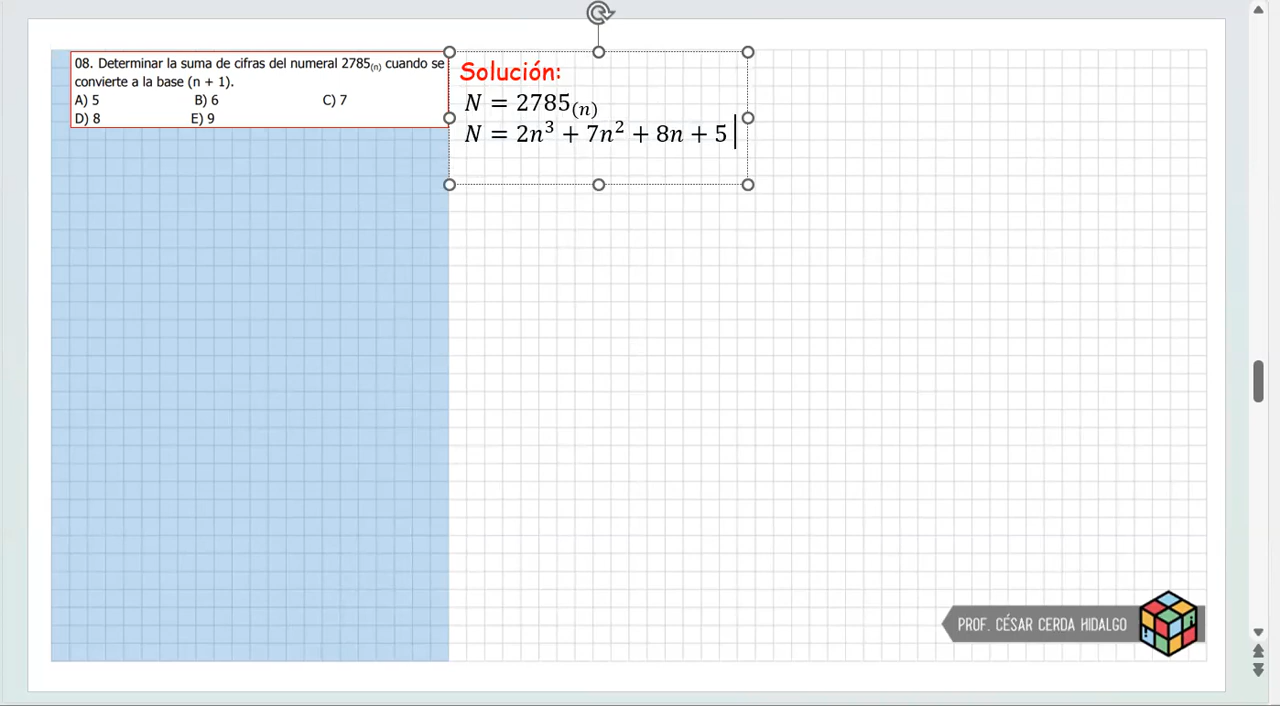 08. Determinar la suma de cifras del numeral 2785₍ₙ₎ cuando se
convierte a la base (n + 1).
A) 5 B) 6 C) 7
D) 8 E) 9
Solución:
N = 2785₍ₙ₎
N = 2n³ + 7n² + 8n + 5
PROF. CÉSAR CERDA HIDALGO